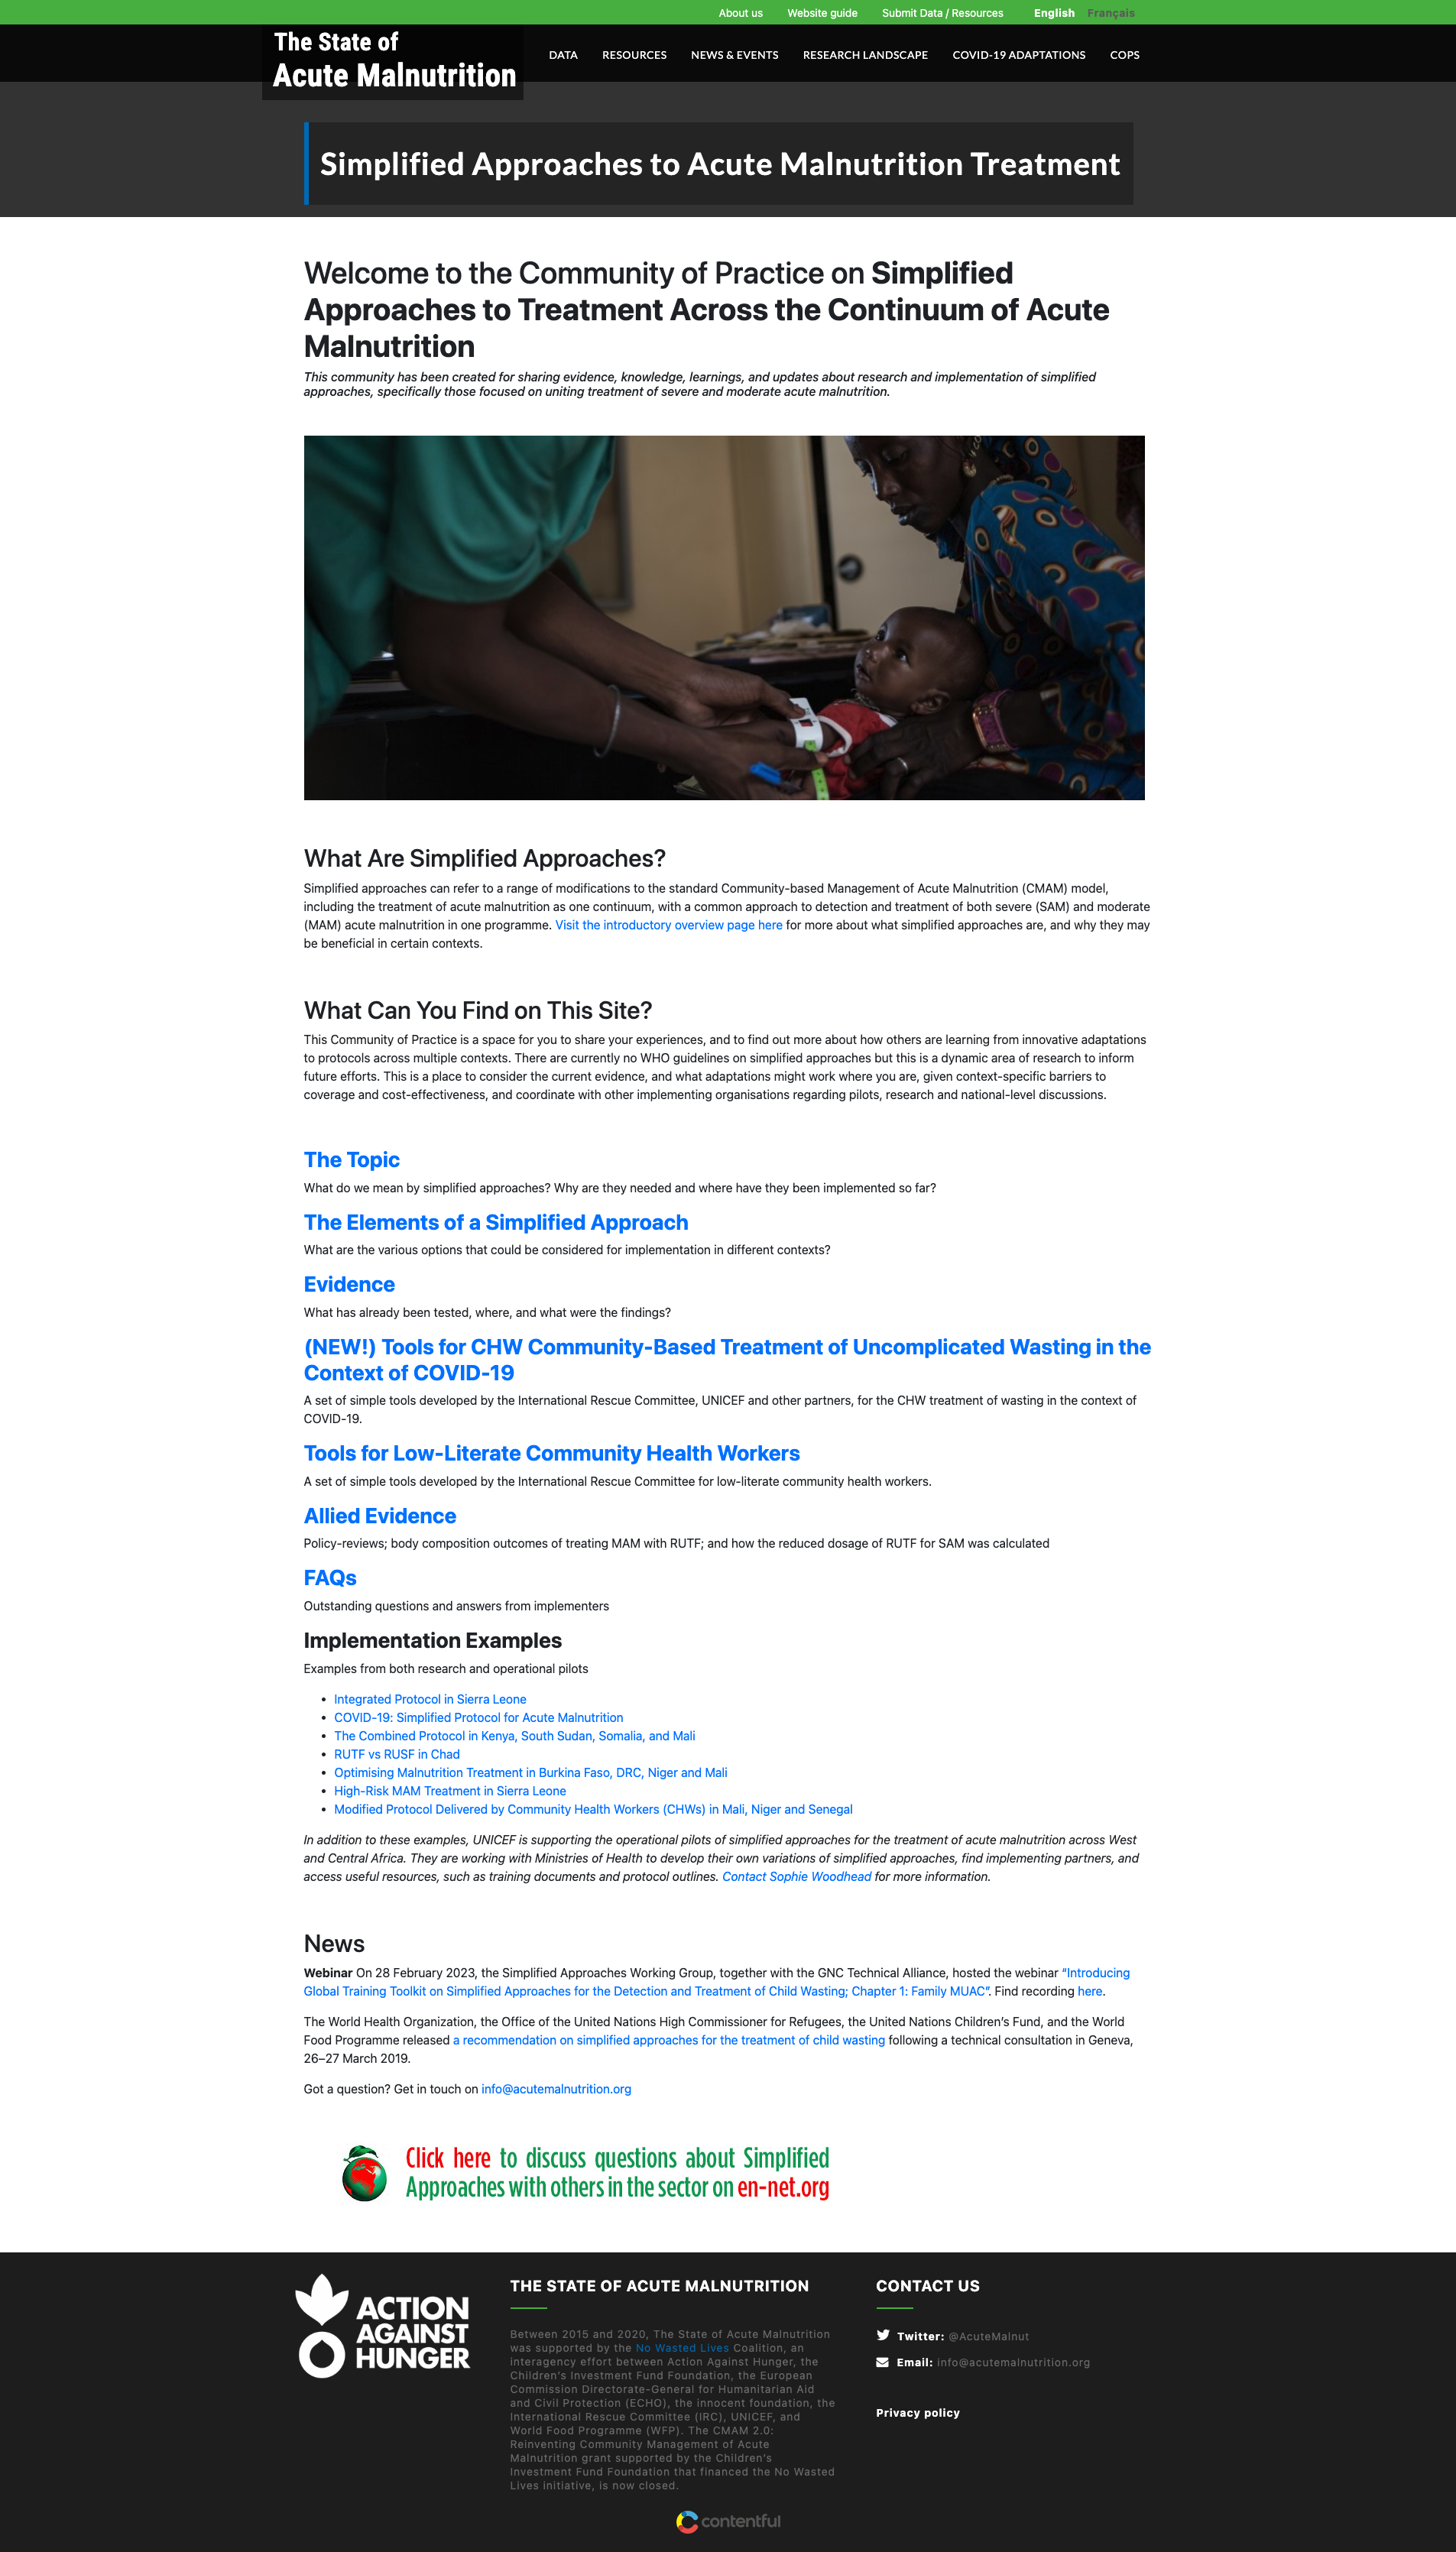 About us Website guide Submit Data / Resources English Français
The State of
Acute Malnutrition
DATA RESOURCES NEWS & EVENTS RESEARCH LANDSCAPE COVID-19 ADAPTATIONS COPS
Simplified Approaches to Acute Malnutrition Treatment
Welcome to the Community of Practice on Simplified
Approaches to Treatment Across the Continuum of Acute
Malnutrition
This community has been created for sharing evidence, knowledge, learnings, and updates about research and implementation of simplified
approaches, specifically those focused on uniting treatment of severe and moderate acute malnutrition.
What Are Simplified Approaches?
Simplified approaches can refer to a range of modifications to the standard Community-based Management of Acute Malnutrition (CMAM) model,
including the treatment of acute malnutrition as one continuum, with a common approach to detection and treatment of both severe (SAM) and moderate
(MAM) acute malnutrition in one programme. Visit the introductory overview page here for more about what simplified approaches are, and why they may
be beneficial in certain contexts.
What Can You Find on This Site?
This Community of Practice is a space for you to share your experiences, and to find out more about how others are learning from innovative adaptations
to protocols across multiple contexts. There are currently no WHO guidelines on simplified approaches but this is a dynamic area of research to inform
future efforts. This is a place to consider the current evidence, and what adaptations might work where you are, given context-specific barriers to
coverage and cost-effectiveness, and coordinate with other implementing organisations regarding pilots, research and national-level discussions.
The Topic
What do we mean by simplified approaches? Why are they needed and where have they been implemented so far?
The Elements of a Simplified Approach
What are the various options that could be considered for implementation in different contexts?
Evidence
What has already been tested, where, and what were the findings?
(NEW!) Tools for CHW Community-Based Treatment of Uncomplicated Wasting in the
Context of COVID-19
A set of simple tools developed by the International Rescue Committee, UNICEF and other partners, for the CHW treatment of wasting in the context of
COVID-19.
Tools for Low-Literate Community Health Workers
A set of simple tools developed by the International Rescue Committee for low-literate community health workers.
Allied Evidence
Policy-reviews; body composition outcomes of treating MAM with RUTF; and how the reduced dosage of RUTF for SAM was calculated
FAQs
Outstanding questions and answers from implementers
Implementation Examples
Examples from both research and operational pilots
• Integrated Protocol in Sierra Leone
• COVID-19: Simplified Protocol for Acute Malnutrition
• The Combined Protocol in Kenya, South Sudan, Somalia, and Mali
• RUTF vs RUSF in Chad
• Optimising Malnutrition Treatment in Burkina Faso, DRC, Niger and Mali
• High-Risk MAM Treatment in Sierra Leone
• Modified Protocol Delivered by Community Health Workers (CHWs) in Mali, Niger and Senegal
In addition to these examples, UNICEF is supporting the operational pilots of simplified approaches for the treatment of acute malnutrition across West
and Central Africa. They are working with Ministries of Health to develop their own variations of simplified approaches, find implementing partners, and
access useful resources, such as training documents and protocol outlines. Contact Sophie Woodhead for more information.
News
Webinar On 28 February 2023, the Simplified Approaches Working Group, together with the GNC Technical Alliance, hosted the webinar “Introducing
Global Training Toolkit on Simplified Approaches for the Detection and Treatment of Child Wasting; Chapter 1: Family MUAC”. Find recording here.
The World Health Organization, the Office of the United Nations High Commissioner for Refugees, the United Nations Children’s Fund, and the World
Food Programme released a recommendation on simplified approaches for the treatment of child wasting following a technical consultation in Geneva,
26–27 March 2019.
Got a question? Get in touch on info@acutemalnutrition.org
Click here to discuss questions about Simplified
Approaches with others in the sector on en-net.org
ACTION
AGAINST
HUNGER
THE STATE OF ACUTE MALNUTRITION
Between 2015 and 2020, The State of Acute Malnutrition
was supported by the No Wasted Lives Coalition, an
interagency effort between Action Against Hunger, the
Children's Investment Fund Foundation, the European
Commission Directorate-General for Humanitarian Aid
and Civil Protection (ECHO), the innocent foundation, the
International Rescue Committee (IRC), UNICEF, and
World Food Programme (WFP). The CMAM 2.0:
Reinventing Community Management of Acute
Malnutrition grant supported by the Children's
Investment Fund Foundation that financed the No Wasted
Lives initiative, is now closed.
CONTACT US
Twitter: @AcuteMalnut
Email: info@acutemalnutrition.org
Privacy policy
contentful